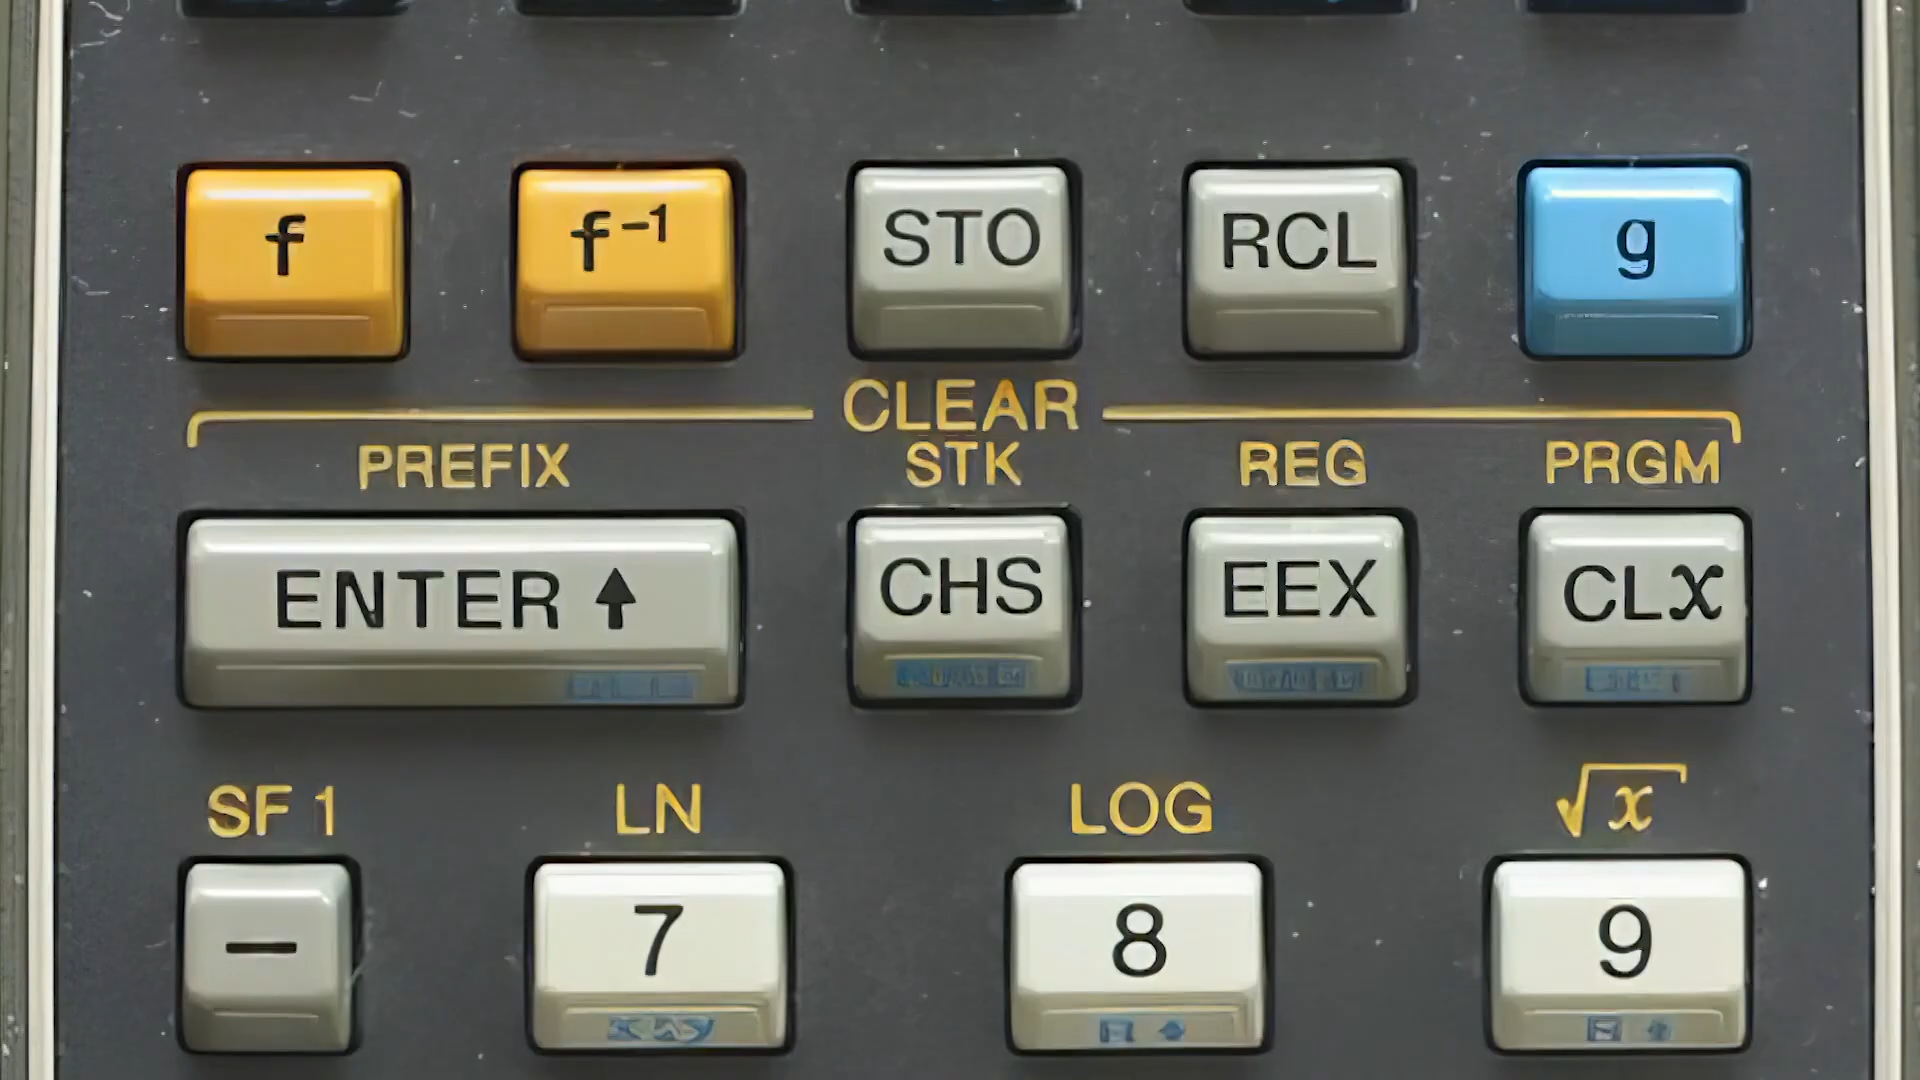 f f⁻¹ STO RCL g
CLEAR
PREFIX STK REG PRGM
ENTER ↑ CHS EEX CLx
SF 1 LN LOG √x
− 7 8 9